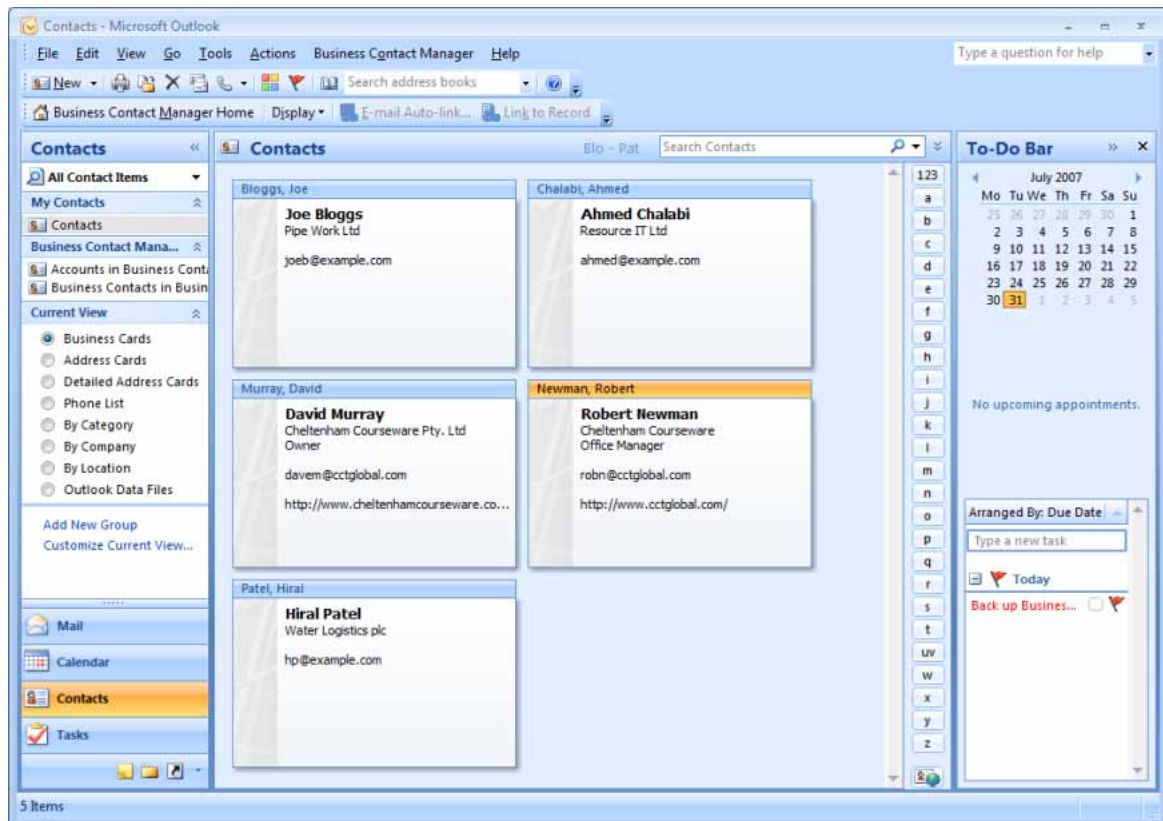 Contacts - Microsoft Outlook
File Edit View Go Tools Actions Business Contact Manager Help
Type a question for help
New Search address books
Business Contact Manager Home Display E-mail Auto-link... Link to Record
Contacts
All Contact Items
My Contacts
Contacts
Business Contact Mana...
Accounts in Business Conta
Business Contacts in Busin
Current View
Business Cards
Address Cards
Detailed Address Cards
Phone List
By Category
By Company
By Location
Outlook Data Files
Add New Group
Customize Current View...
Mail
Calendar
Contacts
Tasks
Contacts Blo - Pat Search Contacts
Bloggs, Joe
Joe Bloggs
Pipe Work Ltd
joeb@example.com
Chalabi, Ahmed
Ahmed Chalabi
Resource IT Ltd
ahmed@example.com
Murray, David
David Murray
Cheltenham Courseware Pty. Ltd
Owner
davem@cctglobal.com
http://www.cheltenhamcourseware.co...
Newman, Robert
Robert Newman
Cheltenham Courseware
Office Manager
robn@cctglobal.com
http://www.cctglobal.com/
Patel, Hiral
Hiral Patel
Water Logistics plc
hp@example.com
123
a
b
c
d
e
f
g
h
i
j
k
l
m
n
o
p
q
r
s
t
uv
w
x
y
z
To-Do Bar
July 2007
Mo Tu We Th Fr Sa Su
25 26 27 28 29 30 1
2 3 4 5 6 7 8
9 10 11 12 13 14 15
16 17 18 19 20 21 22
23 24 25 26 27 28 29
30 31 1 2 3 4 5
No upcoming appointments.
Arranged By: Due Date
Type a new task
Today
Back up Busines...
5 Items